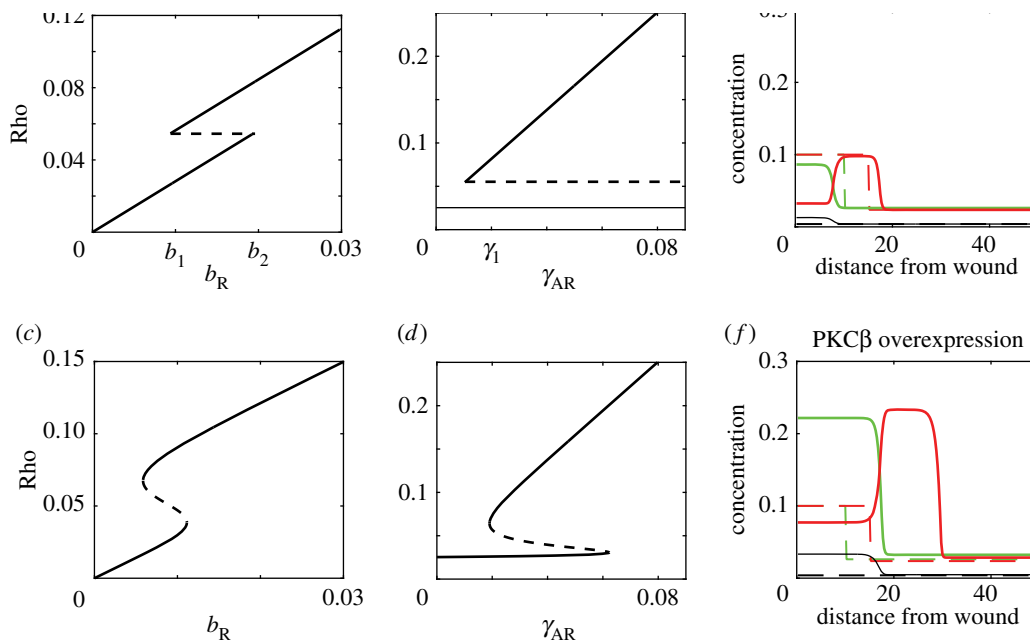 0.12
0.08
0.04
Rho
0
b1
b2
0.03
bR
0.2
0.1
0
γ1
0.08
γAR
0.3
0.2
0.1
concentration
0
20
40
distance from wound
(c)
0.15
0.10
0.05
Rho
0
0.03
bR
(d)
0.2
0.1
0
0.08
γAR
(f)
PKCβ overexpression
0.3
0.2
0.1
concentration
0
20
40
distance from wound